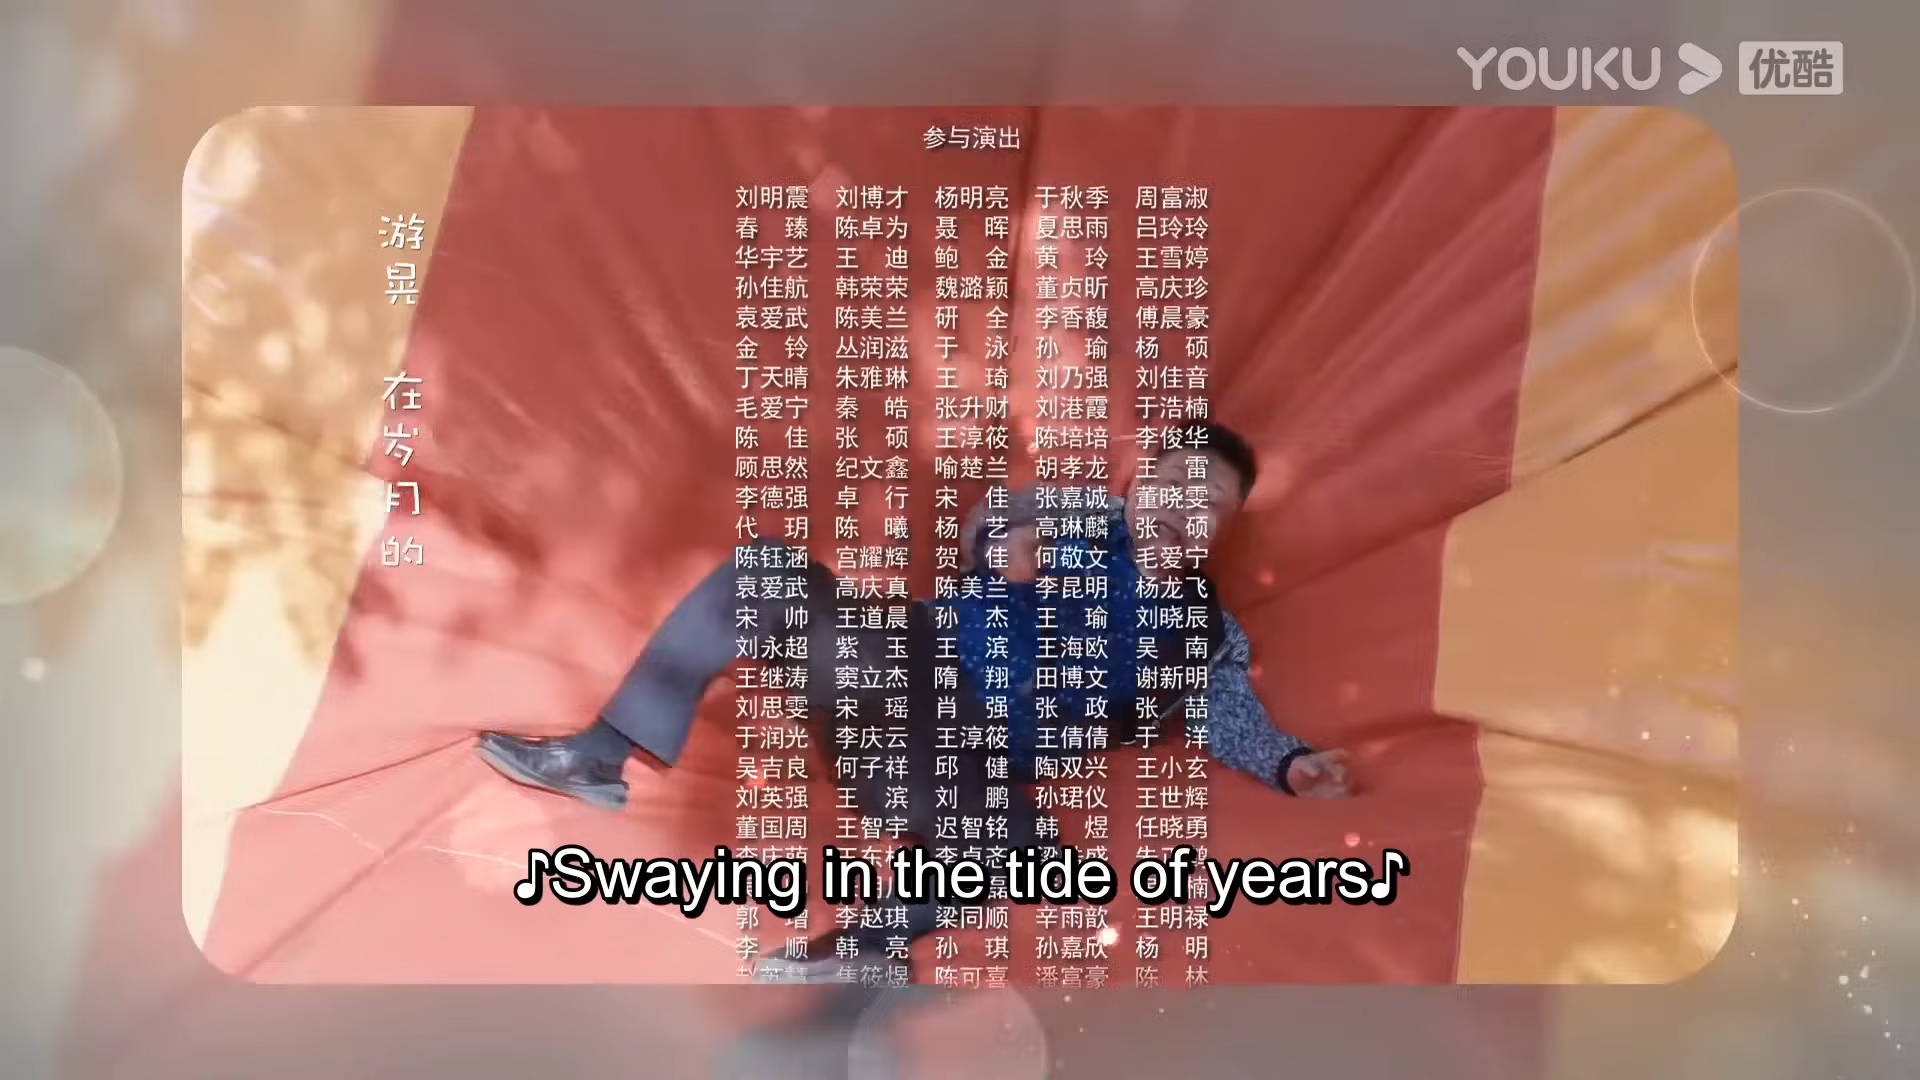 YOUKU 优酷
参与演出
游晃 在岁月的
刘明震 刘博才 杨明亮 于秋季 周富淑
春臻 陈卓为 聂晖 夏思雨 吕玲玲
华宇艺 王迪 鲍金 黄玲 王雪婷
孙佳航 韩荣荣 魏潞颖 董贞昕 高庆珍
袁爱武 陈美兰 研全 李香馥 傅晨豪
金铃 丛润滋 于泳 孙瑜 杨硕
丁天晴 朱雅琳 王琦 刘乃强 刘佳音
毛爱宁 秦皓 张升财 刘港霞 于浩楠
陈佳 张硕 王淳筱 陈培培 李俊华
顾思然 纪文鑫 喻楚兰 胡孝龙 王雷
李德强 卓行 宋佳 张嘉诚 董晓雯
代玥 陈曦 杨艺 高琳麟 张硕
陈钰涵 宫耀辉 贺佳 何敬文 毛爱宁
袁爱武 高庆真 陈美兰 李昆明 杨龙飞
宋帅 王道晨 孙杰 王瑜 刘晓辰
刘永超 紫玉 王滨 王海欧 吴南
王继涛 窦立杰 隋翔 田博文 谢新明
刘思雯 宋瑶 肖强 张政 张喆
于润光 李庆云 王淳筱 王倩倩 于洋
吴吉良 何子祥 邱健 陶双兴 王小玄
刘英强 王滨 刘鹏 孙珺仪 王世辉
董国周 王智宇 迟智铭 韩煜 任晓勇
♪Swaying in the tide of years♪
郭增 李赵琪 梁同顺 辛雨歆 王明禄
李顺 韩亮 孙琪 孙嘉欣 杨明
陈可喜 潘富豪 陈林